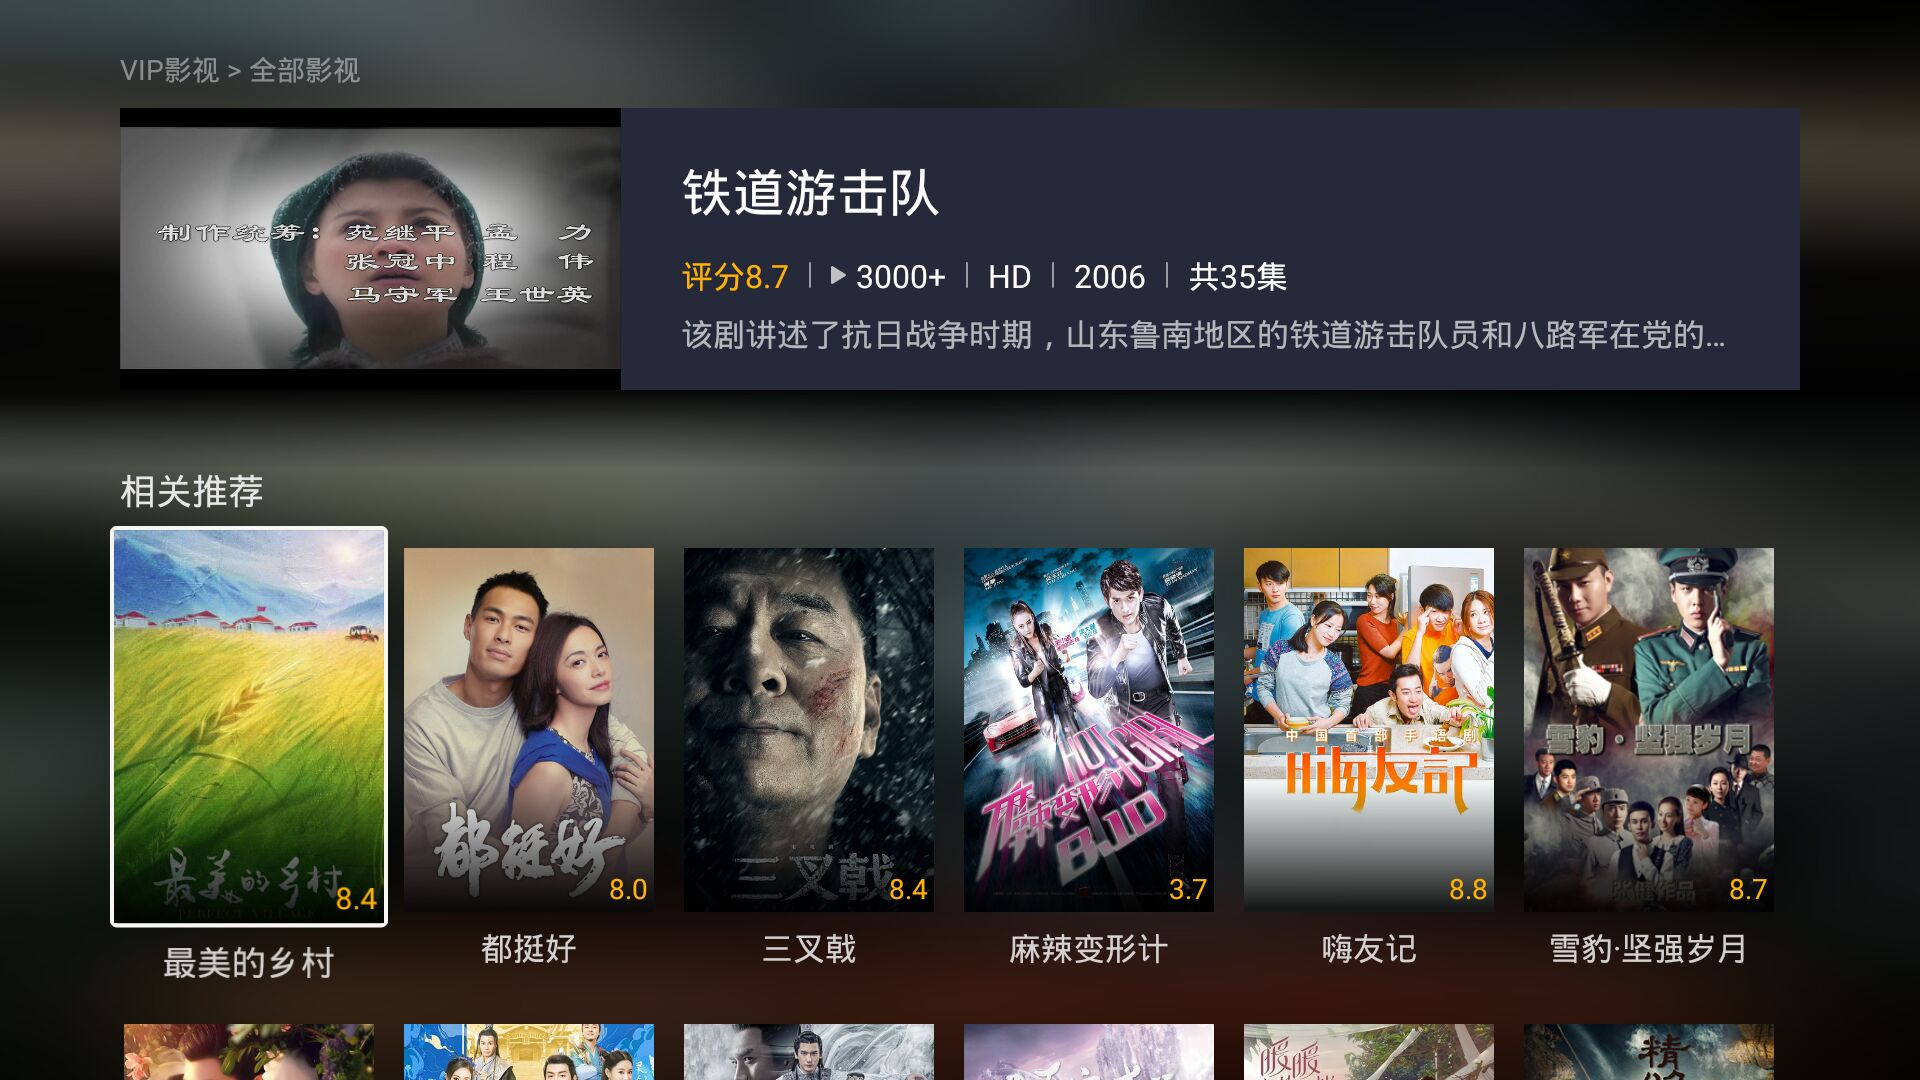 VIP影视 > 全部影视
制作统筹：苑继平 孟 力
张冠中 程 伟
马守军 王世英
铁道游击队
评分8.7 | 3000+ | HD | 2006 | 共35集
该剧讲述了抗日战争时期，山东鲁南地区的铁道游击队员和八路军在党的...
相关推荐
最美的乡村
PERFECT VILLAGE
8.4
都挺好
8.0
三叉戟
8.4
HOT GIRL
麻辣变形计
8.10
3.7
中国首部手语剧
嗨友記
8.8
雪豹·坚强岁月
张健作品
8.7
最美的乡村
都挺好
三叉戟
麻辣变形计
嗨友记
雪豹·坚强岁月
暖暖
精